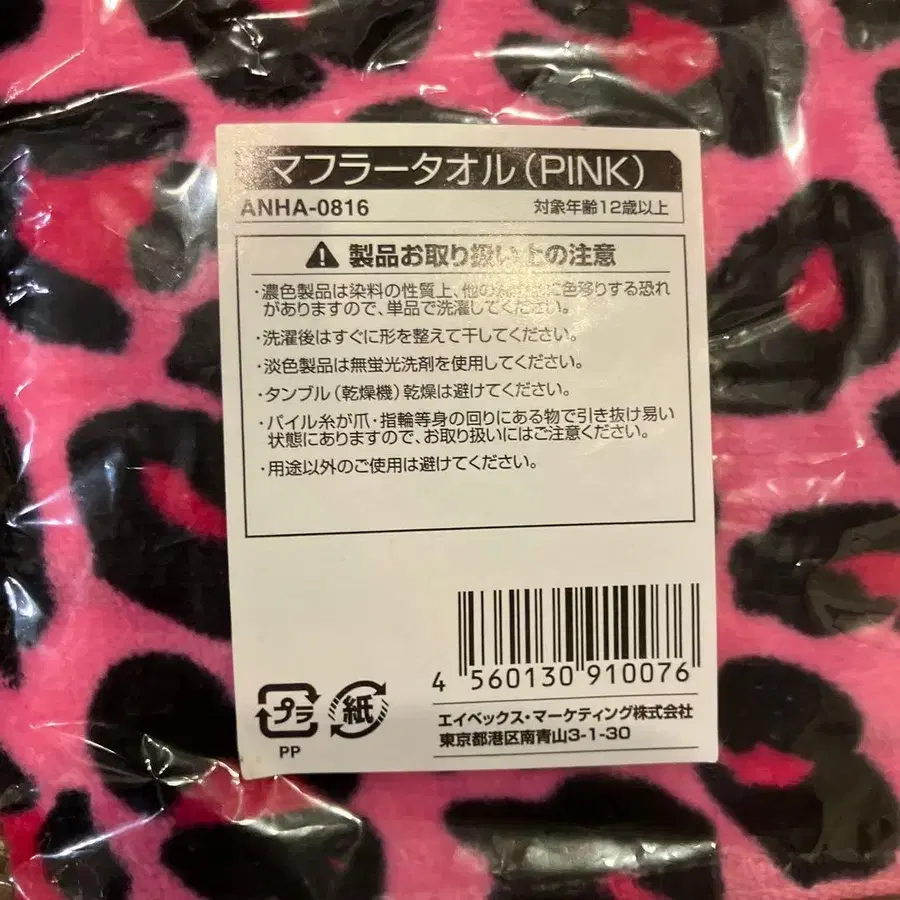 マフラータオル(PINK)
ANHA-0816
対象年齢12歳以上
製品お取り扱い上の注意
・濃色製品は染料の性質上、他の に色移りする恐れ
がありますので、単品で洗濯してください。
・洗濯後はすぐに形を整えて干してください。
・淡色製品は無蛍光洗剤を使用してください。
・タンブル(乾燥機)乾燥は避けてください。
・パイル糸が爪・指輪等身の回りにある物で引き抜け易い
状態にありますので、お取り扱いにはご注意ください。
・用途以外のご使用は避けてください。
4 560130 910076
プラ
PP
紙
エイベックス・マーケティング株式会社
東京都港区南青山3-1-30